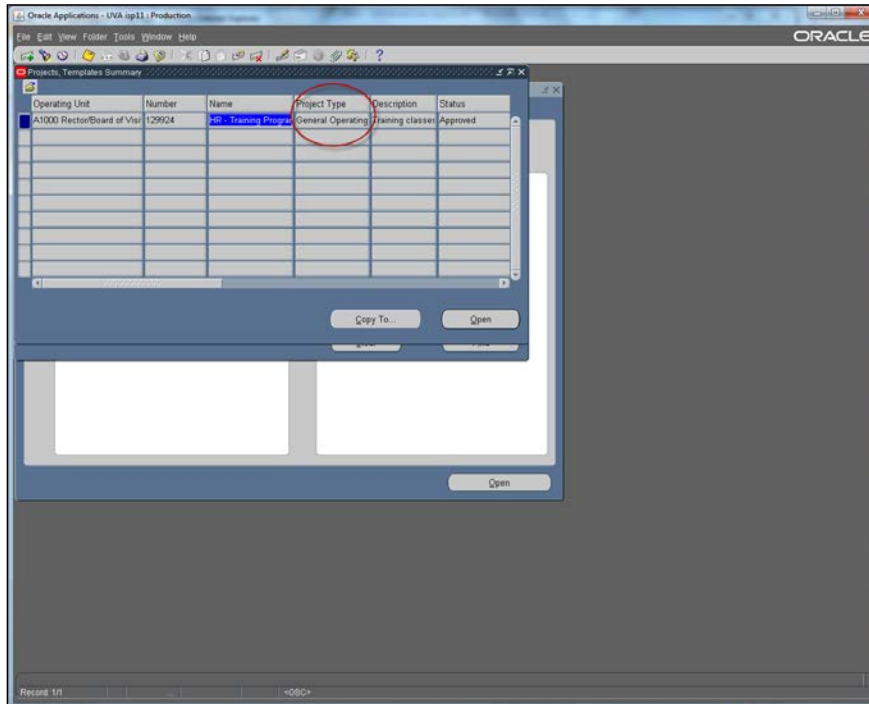 Oracle Applications - UVA isp11 : Production
File Edit View Folder Tools Window Help
ORACLE
Projects, Templates Summary
Operating Unit Number Name Project Type Description Status
A1000 Rector/Board of Visi 129924 HR - Training Progran General Operating Training classes Approved
Copy To...
Open
Open
Record: 1/1
...
<OSC>